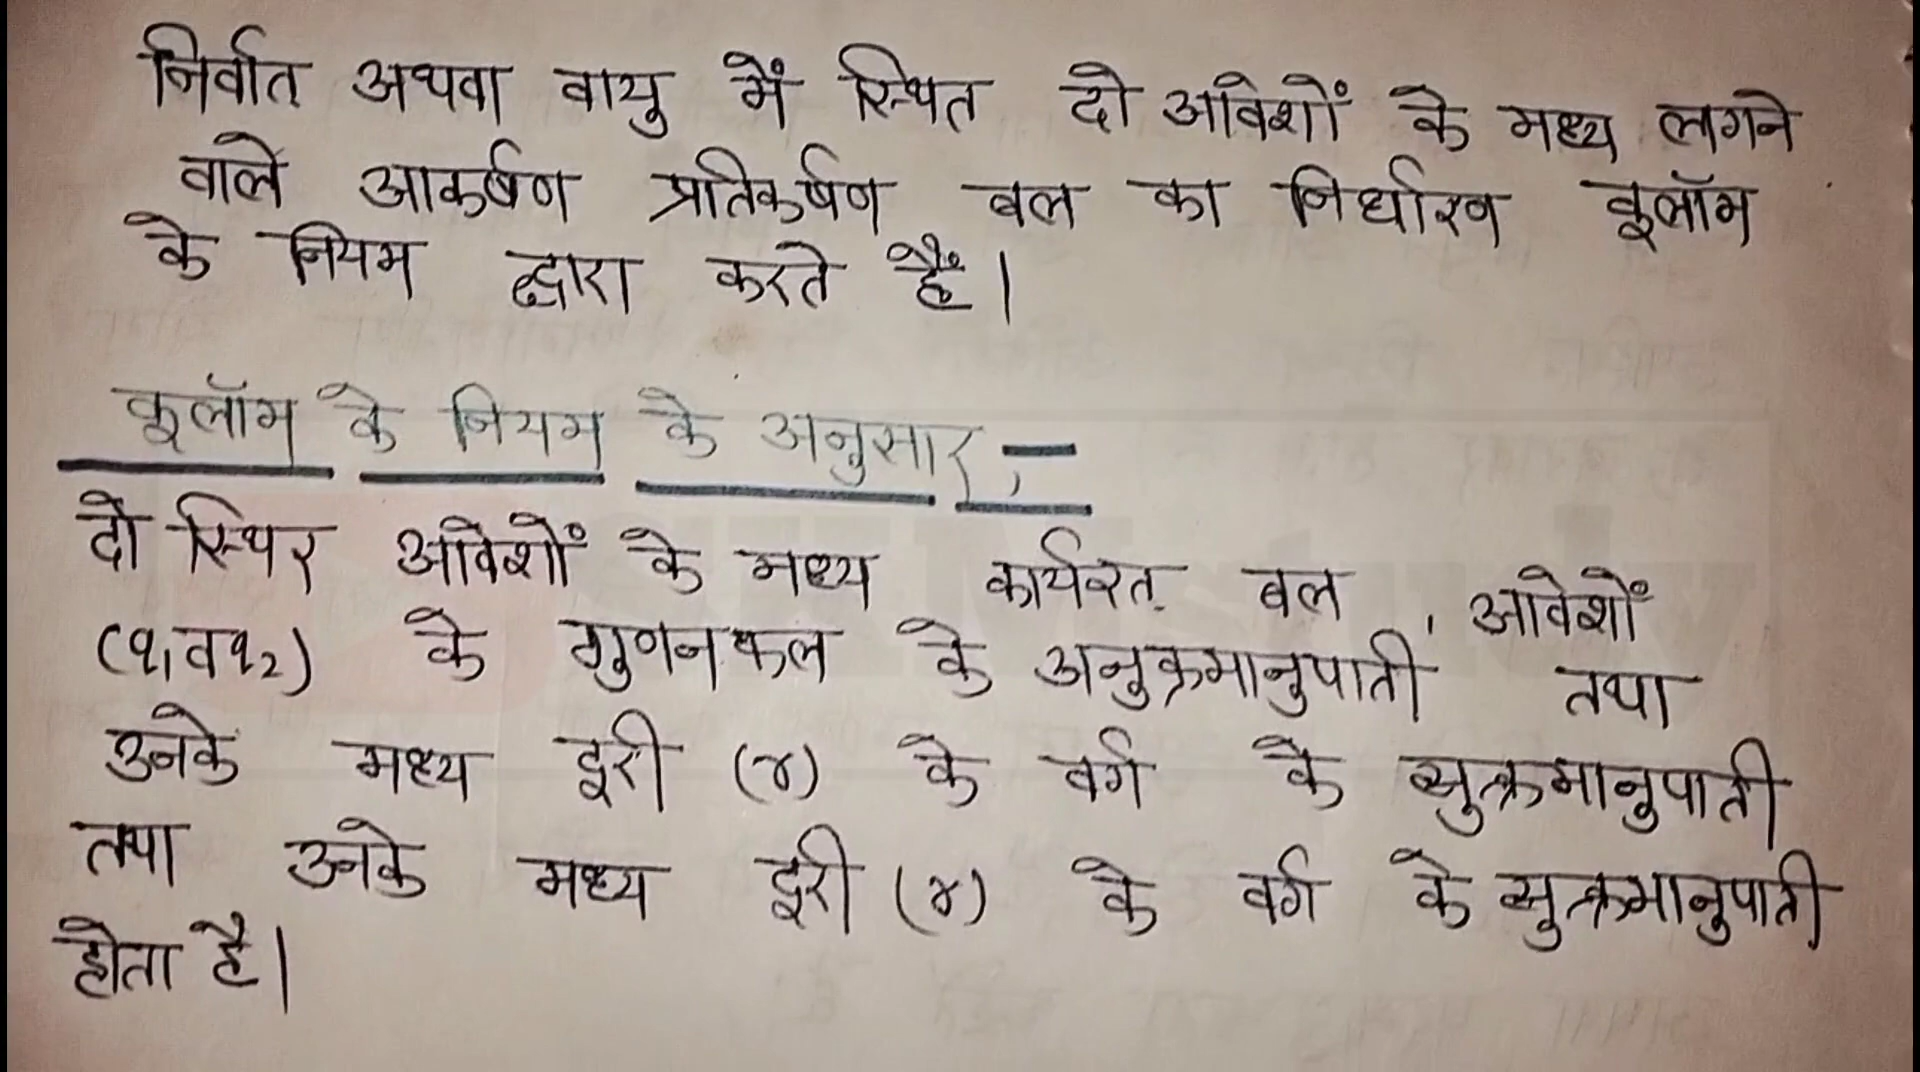 निर्वात अथवा वायु में स्थित दो आवेशों के मध्य लगने
वाले आकर्षण प्रतिकर्षण बल का निर्धारण कूलॉम
के नियम द्वारा करते हैं।
कूलॉम के नियम के अनुसार,-
दो स्थिर आवेशों के मध्य कार्यरत बल, आवेशों
(q₁ व q₂) के गुणनफल के अनुक्रमानुपाती तथा
उनके मध्य दूरी (r) के वर्ग के व्युत्क्रमानुपाती
तथा उनके मध्य दूरी (r) के वर्ग के व्युत्क्रमानुपाती
होता है।